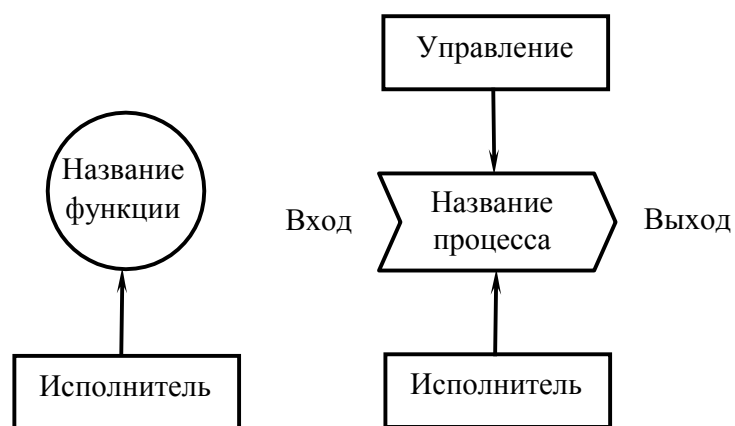 Управление
Название
функции
Вход
Название
процесса
Выход
Исполнитель
Исполнитель